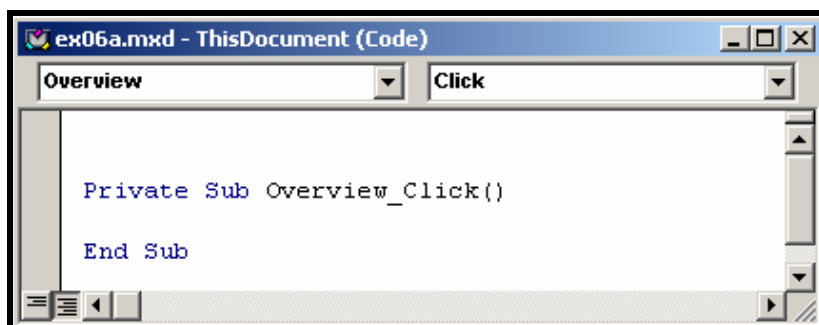 ex06a.mxd - ThisDocument (Code)
Overview Click
Private Sub Overview_Click()
End Sub